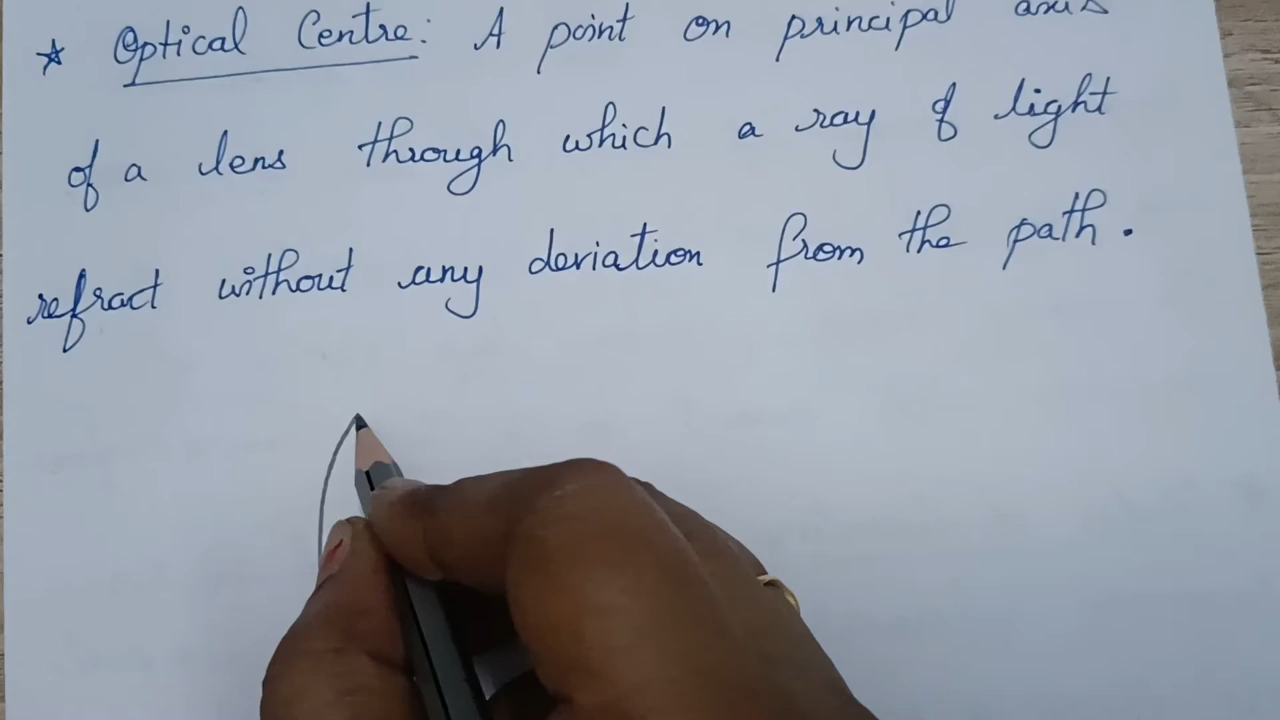 ★ Optical Centre: A point on principal axis
of a lens through which a ray of light
refract without any deviation from the path.